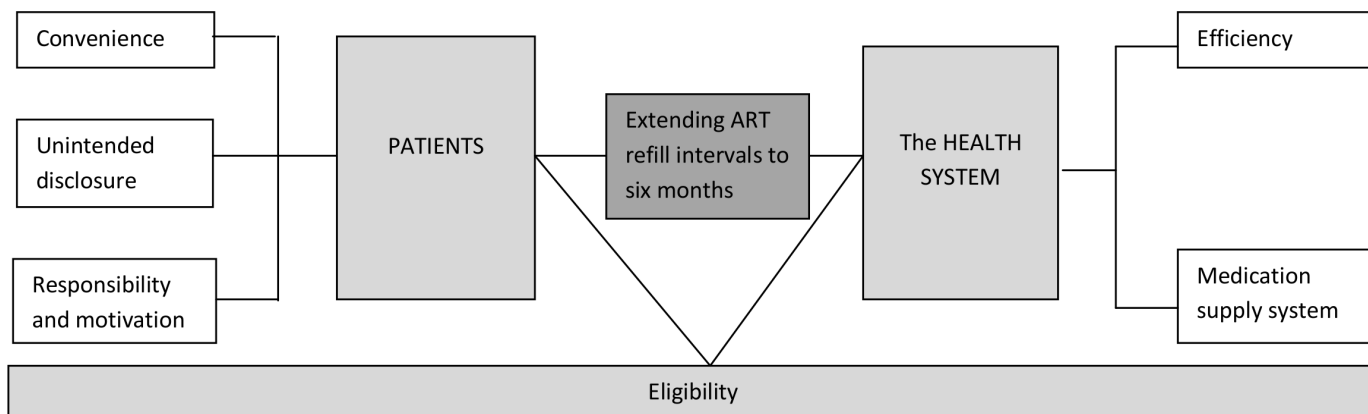 Convenience
Unintended
disclosure
Responsibility
and motivation
PATIENTS
Extending ART
refill intervals to
six months
The HEALTH
SYSTEM
Efficiency
Medication
supply system
Eligibility